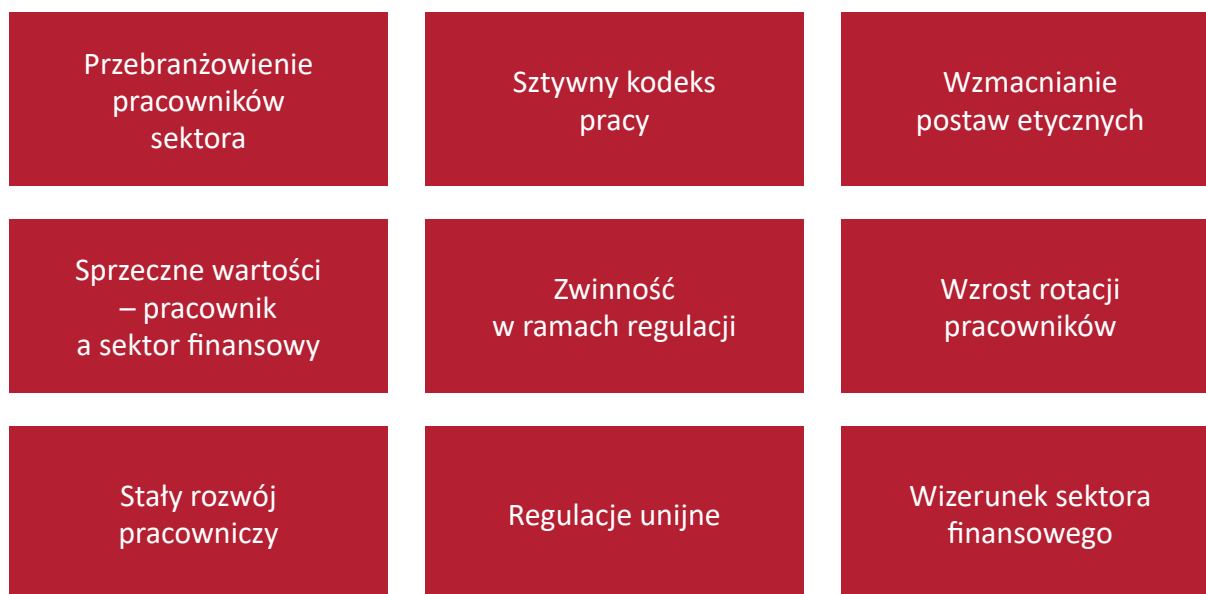 Przebranżowienie
pracowników
sektora
Sztywny kodeks
pracy
Wzmacnianie
postaw etycznych
Sprzeczne wartości
– pracownik
a sektor finansowy
Zwinność
w ramach regulacji
Wzrost rotacji
pracowników
Stały rozwój
pracowniczy
Regulacje unijne
Wizerunek sektora
finansowego